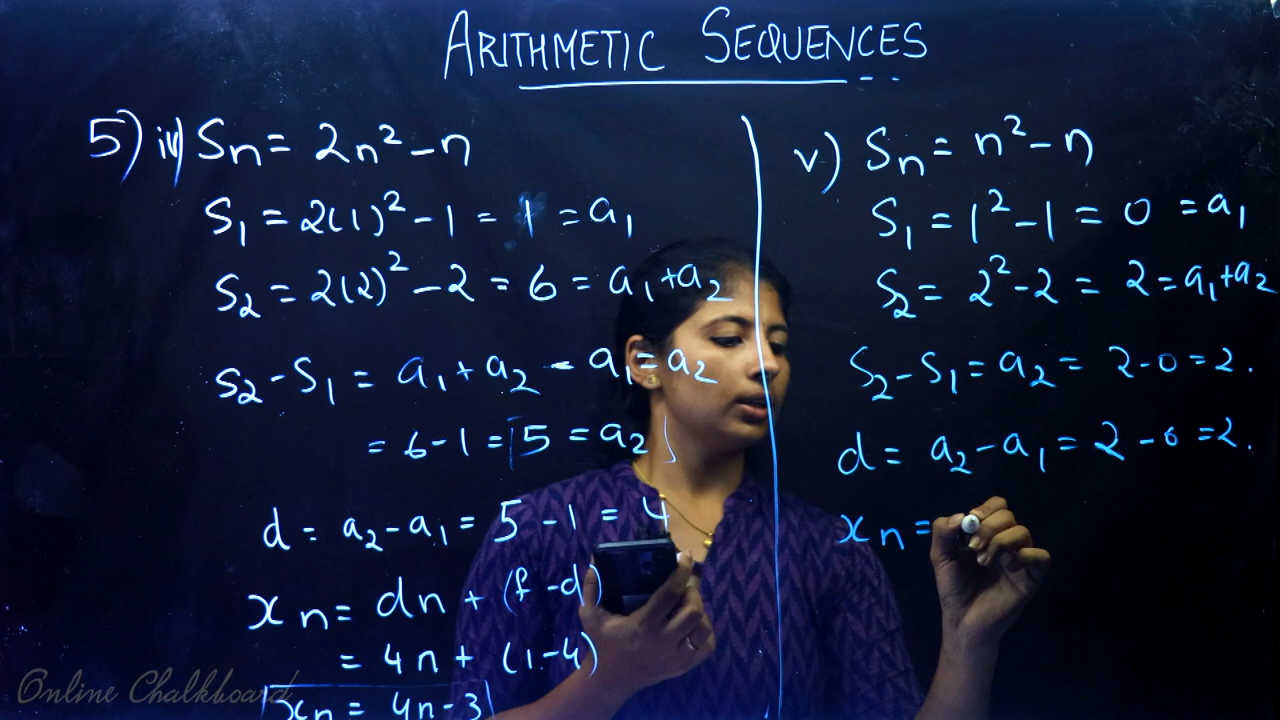 ARITHMETIC SEQUENCES
5) iv) Sn = 2n² - n
S₁ = 2(1)² - 1 = 1 = a₁
S₂ = 2(2)² - 2 = 6 = a₁ + a₂
S₂ - S₁ = a₁ + a₂ - a₁ = a₂
= 6 - 1 = 5 = a₂
d = a₂ - a₁ = 5 - 1 = 4
xn = dn + (f - d)
= 4n + (1 - 4)
xn = 4n - 3
v) Sn = n² - n
S₁ = 1² - 1 = 0 = a₁
S₂ = 2² - 2 = 2 = a₁ + a₂
S₂ - S₁ = a₂ = 2 - 0 = 2.
d = a₂ - a₁ = 2 - 0 = 2.
xn =
Online Chalkboard